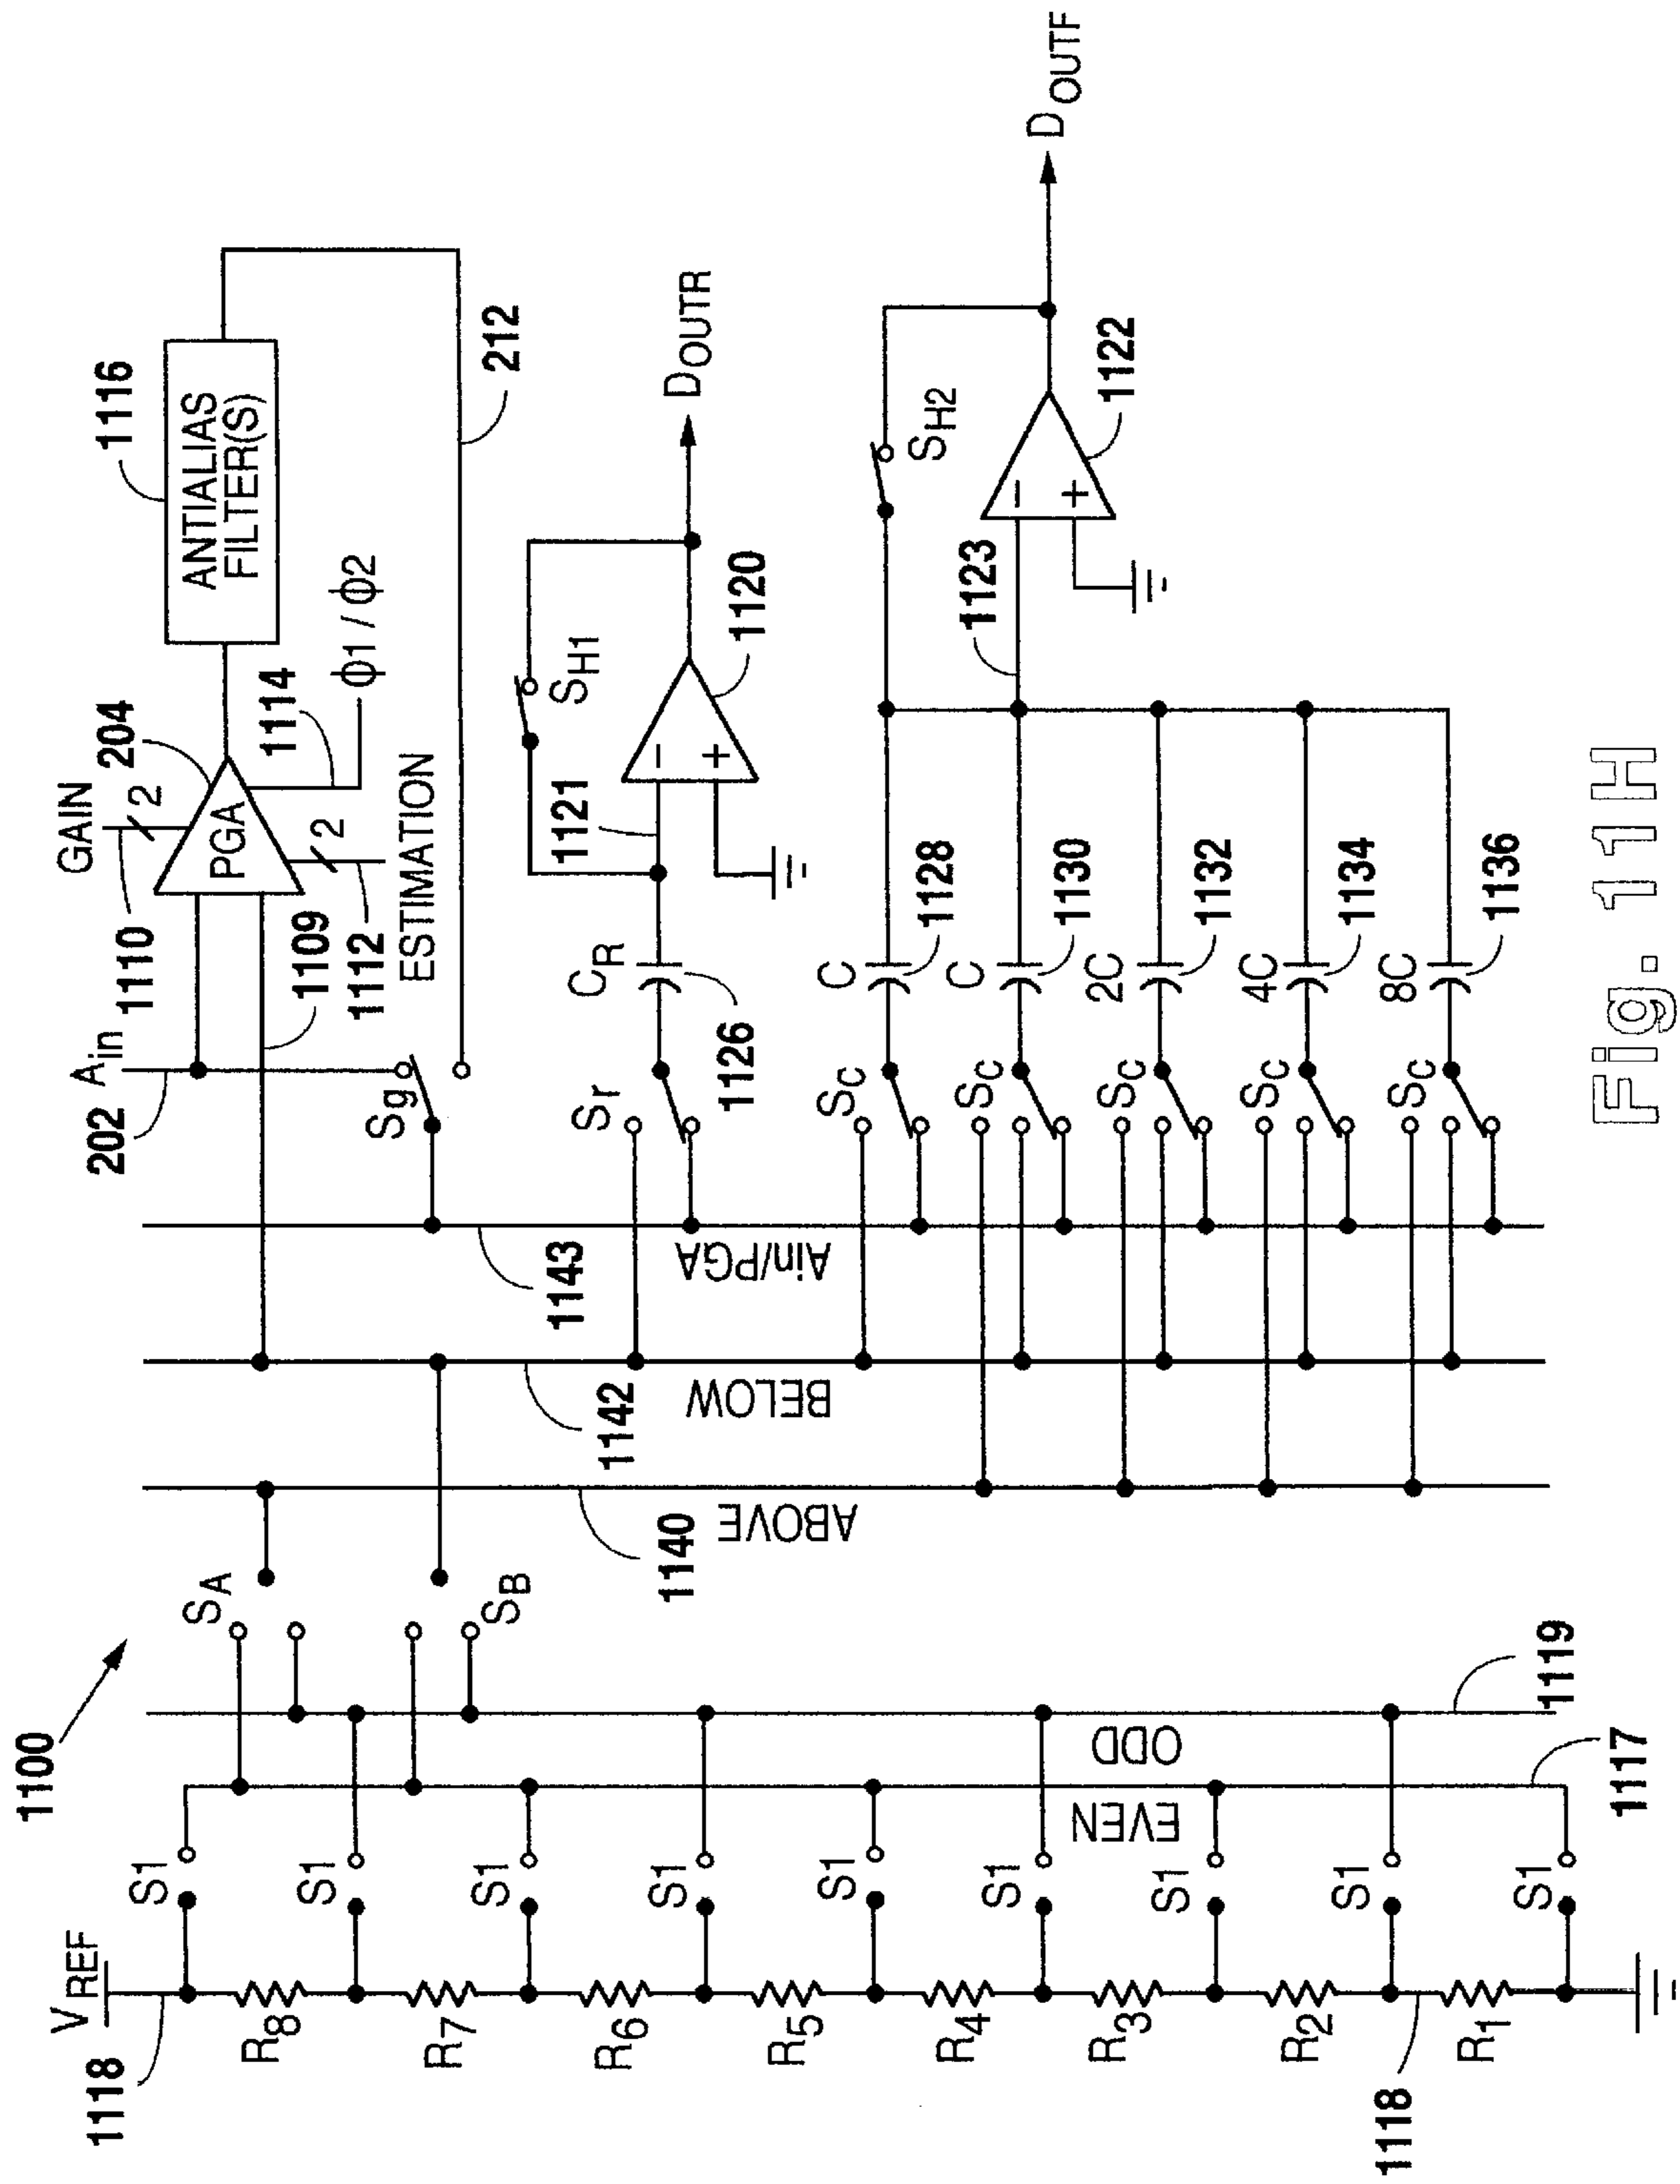 1100
V_REF
1118
S1
S1
S1
S1
S1
S1
S1
S1
S1
R8
R7
R6
R5
R4
R3
R2
R1
1118
EVEN
ODD
1117
1119
S_A
S_B
ABOVE
1140
BELOW
1142
Ain/PGA
1143
202
A_in
1110
GAIN
2
204
PGA
1109
2
1112
ESTIMATION
1114
ϕ1 / ϕ2
1116
ANTIALIAS
FILTER(S)
212
S_g
S_r
C_R
1126
1121
S_H1
−
+
1120
D_OUTR
S_C
S_C
S_C
S_C
S_C
C
1128
C
1130
2C
1132
4C
1134
8C
1136
1123
S_H2
−
+
1122
D_OUTF
Fig. 11H